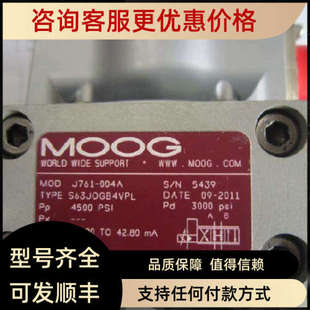 咨询客服更优惠价格
MOOG
WORLD WIDE SUPPORT • WWW.MOOG.COM
MOD J761-004A S/N 5439
TYPE S63JOGB4VPL DATE 09-2011
Pp 4500 PSI Pd 3000 psi
A B
TO 42.80 mA
型号齐全
可发顺丰
品质保障 值得信赖
支持任何付款方式